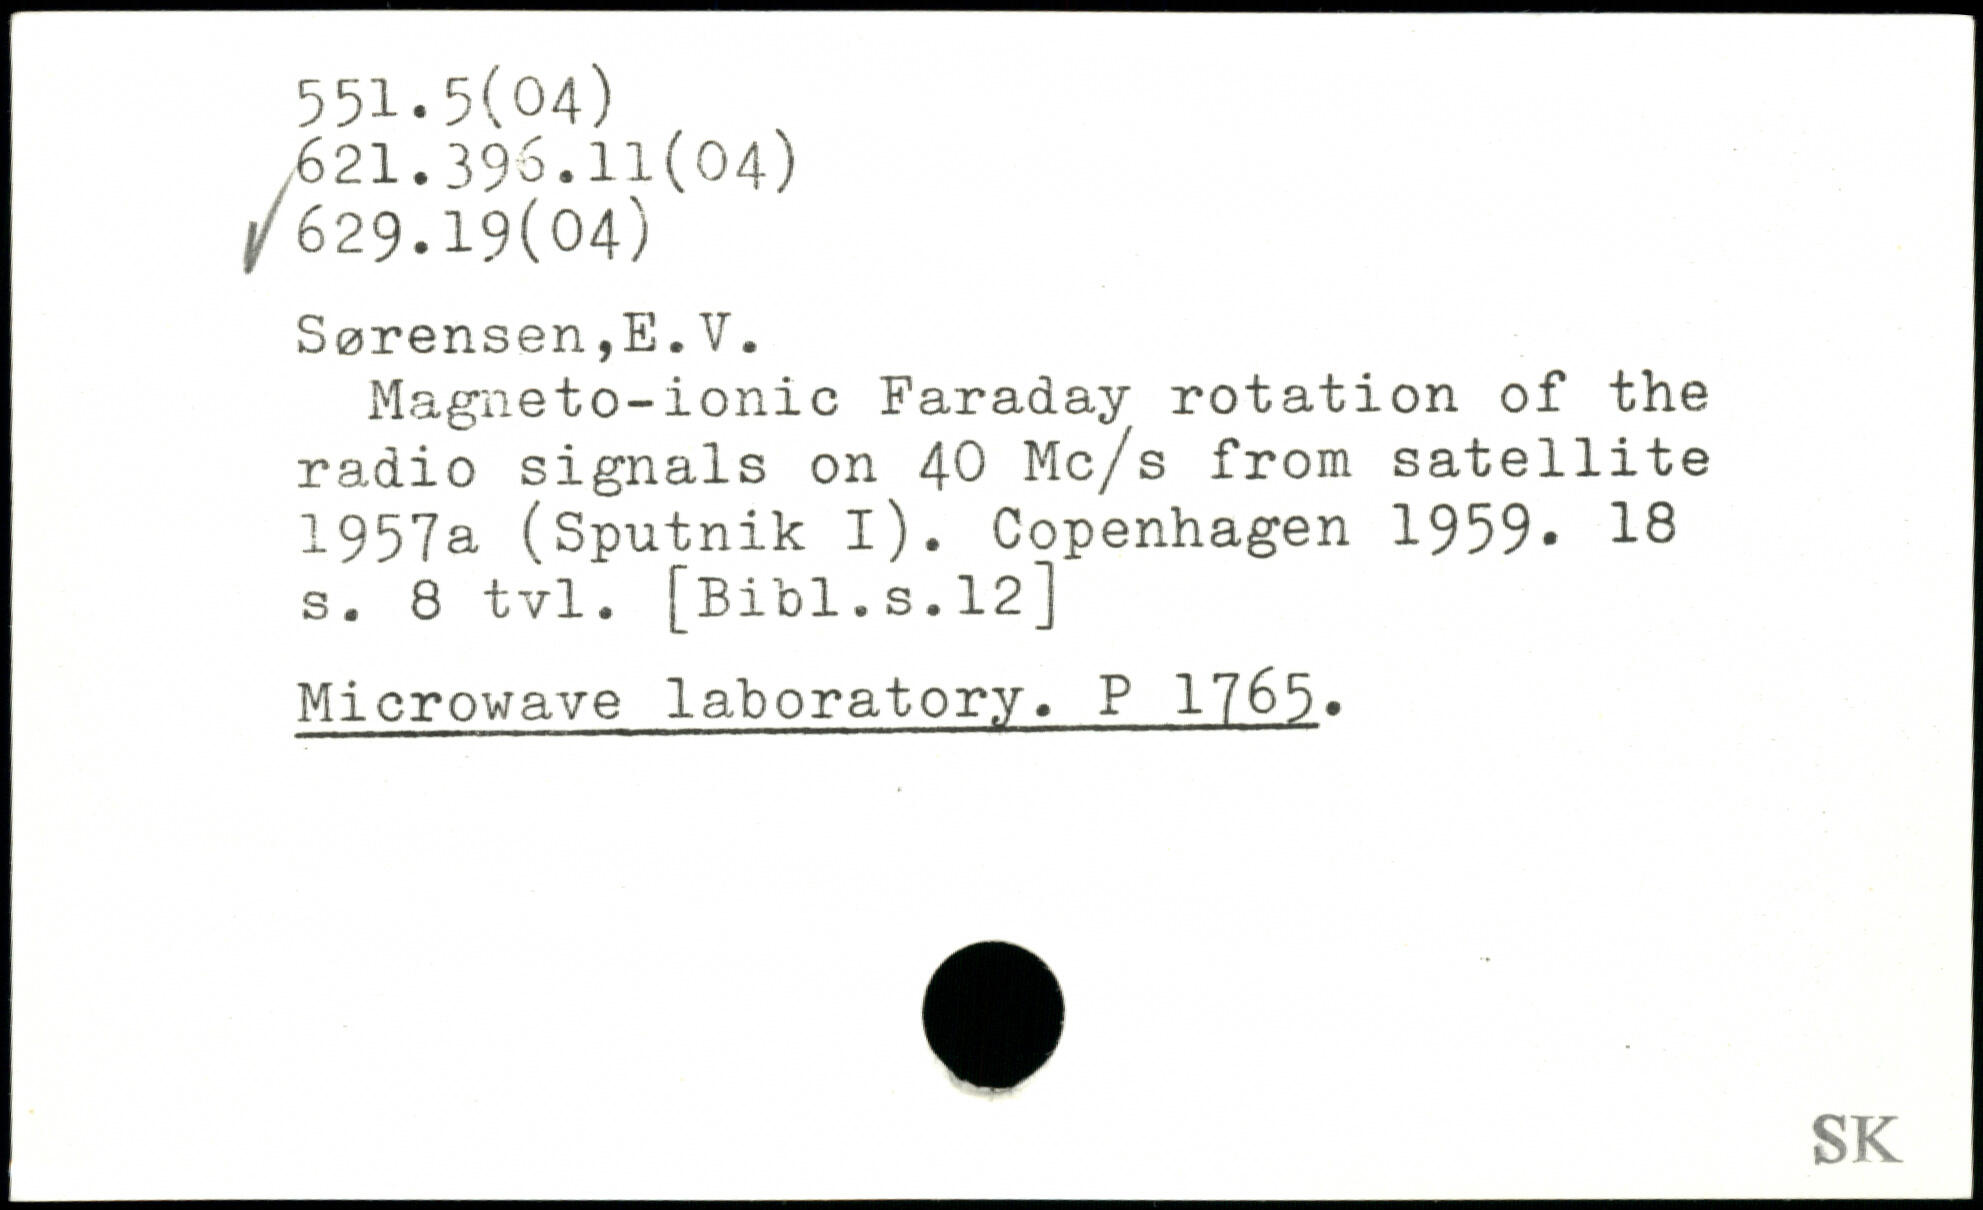 551.5(04)
621.396.11(04)
629.19(04)
Sørensen,E.V.
Magneto-ionic Faraday rotation of the
radio signals on 40 Mc/s from satellite
1957a (Sputnik I). Copenhagen 1959. 18
s. 8 tvl. [Bibl.s.12]
Microwave laboratory. P 1765.
SK